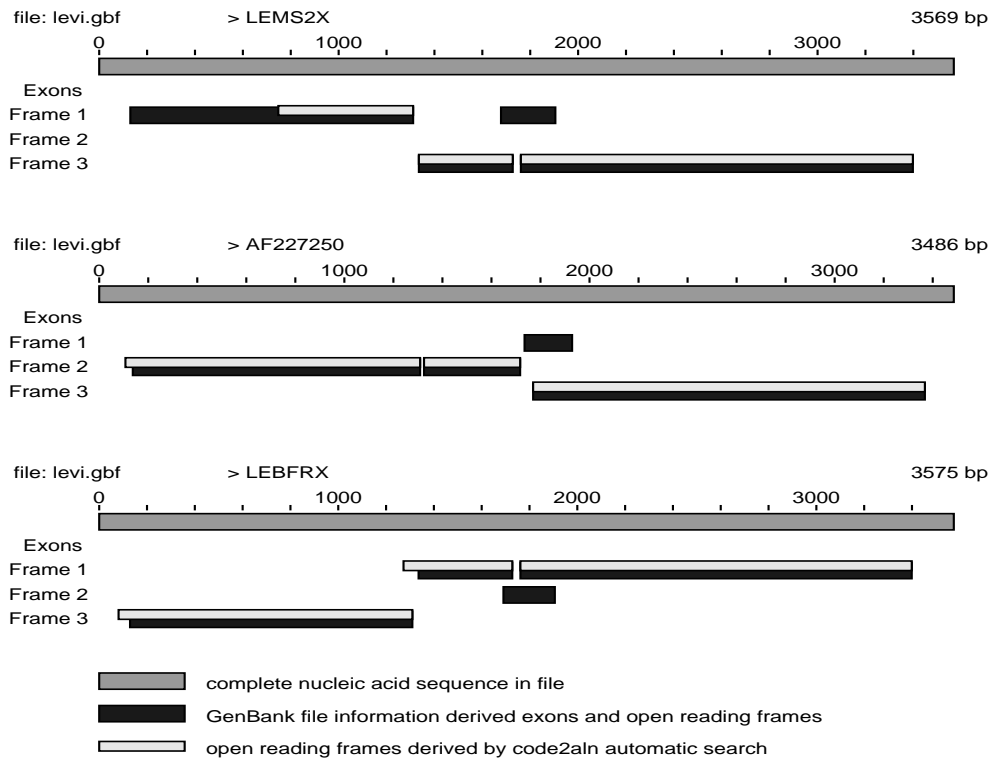 file: levi.gbf > LEMS2X 3569 bp
0 1000 2000 3000
Exons
Frame 1
Frame 2
Frame 3
file: levi.gbf > AF227250 3486 bp
0 1000 2000 3000
Exons
Frame 1
Frame 2
Frame 3
file: levi.gbf > LEBFRX 3575 bp
0 1000 2000 3000
Exons
Frame 1
Frame 2
Frame 3
complete nucleic acid sequence in file
GenBank file information derived exons and open reading frames
open reading frames derived by code2aln automatic search